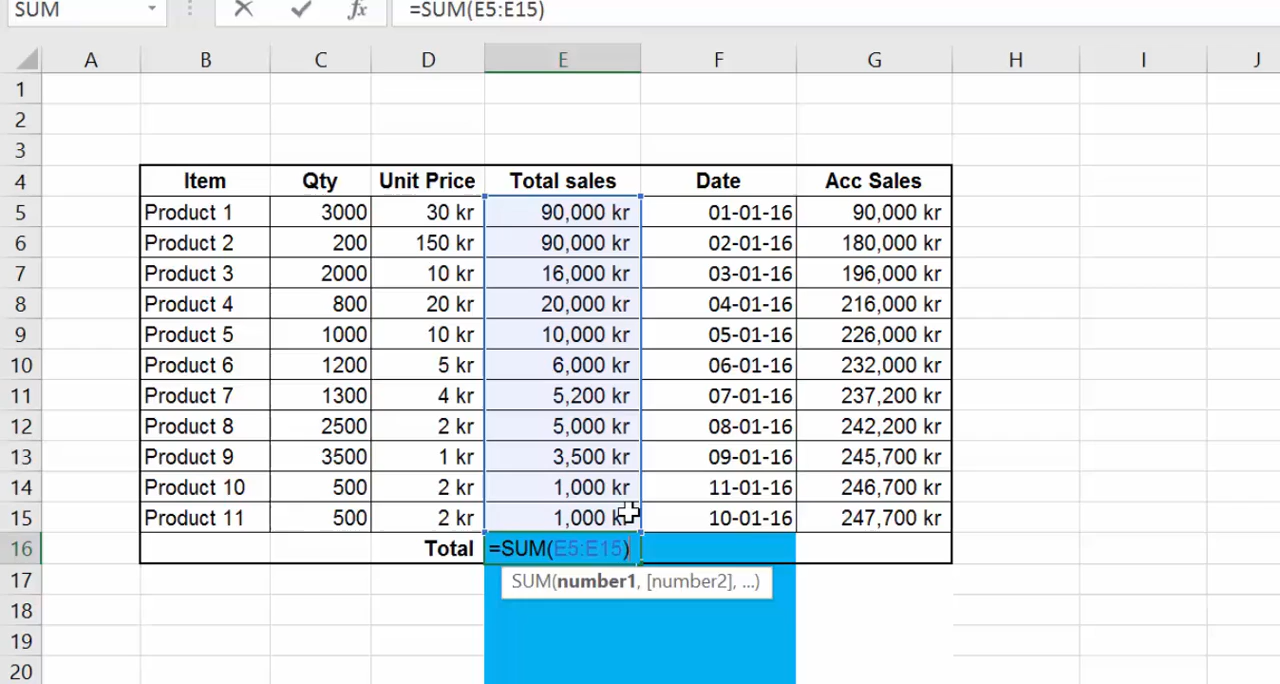 SUM fx =SUM(E5:E15)
A B C D E F G H I J
1
2
3
4 Item Qty Unit Price Total sales Date Acc Sales
5 Product 1 3000 30 kr 90,000 kr 01-01-16 90,000 kr
6 Product 2 200 150 kr 90,000 kr 02-01-16 180,000 kr
7 Product 3 2000 10 kr 16,000 kr 03-01-16 196,000 kr
8 Product 4 800 20 kr 20,000 kr 04-01-16 216,000 kr
9 Product 5 1000 10 kr 10,000 kr 05-01-16 226,000 kr
10 Product 6 1200 5 kr 6,000 kr 06-01-16 232,000 kr
11 Product 7 1300 4 kr 5,200 kr 07-01-16 237,200 kr
12 Product 8 2500 2 kr 5,000 kr 08-01-16 242,200 kr
13 Product 9 3500 1 kr 3,500 kr 09-01-16 245,700 kr
14 Product 10 500 2 kr 1,000 kr 11-01-16 246,700 kr
15 Product 11 500 2 kr 1,000 kr 10-01-16 247,700 kr
16 Total =SUM(E5:E15)
17 SUM(number1, [number2], ...)
18
19
20